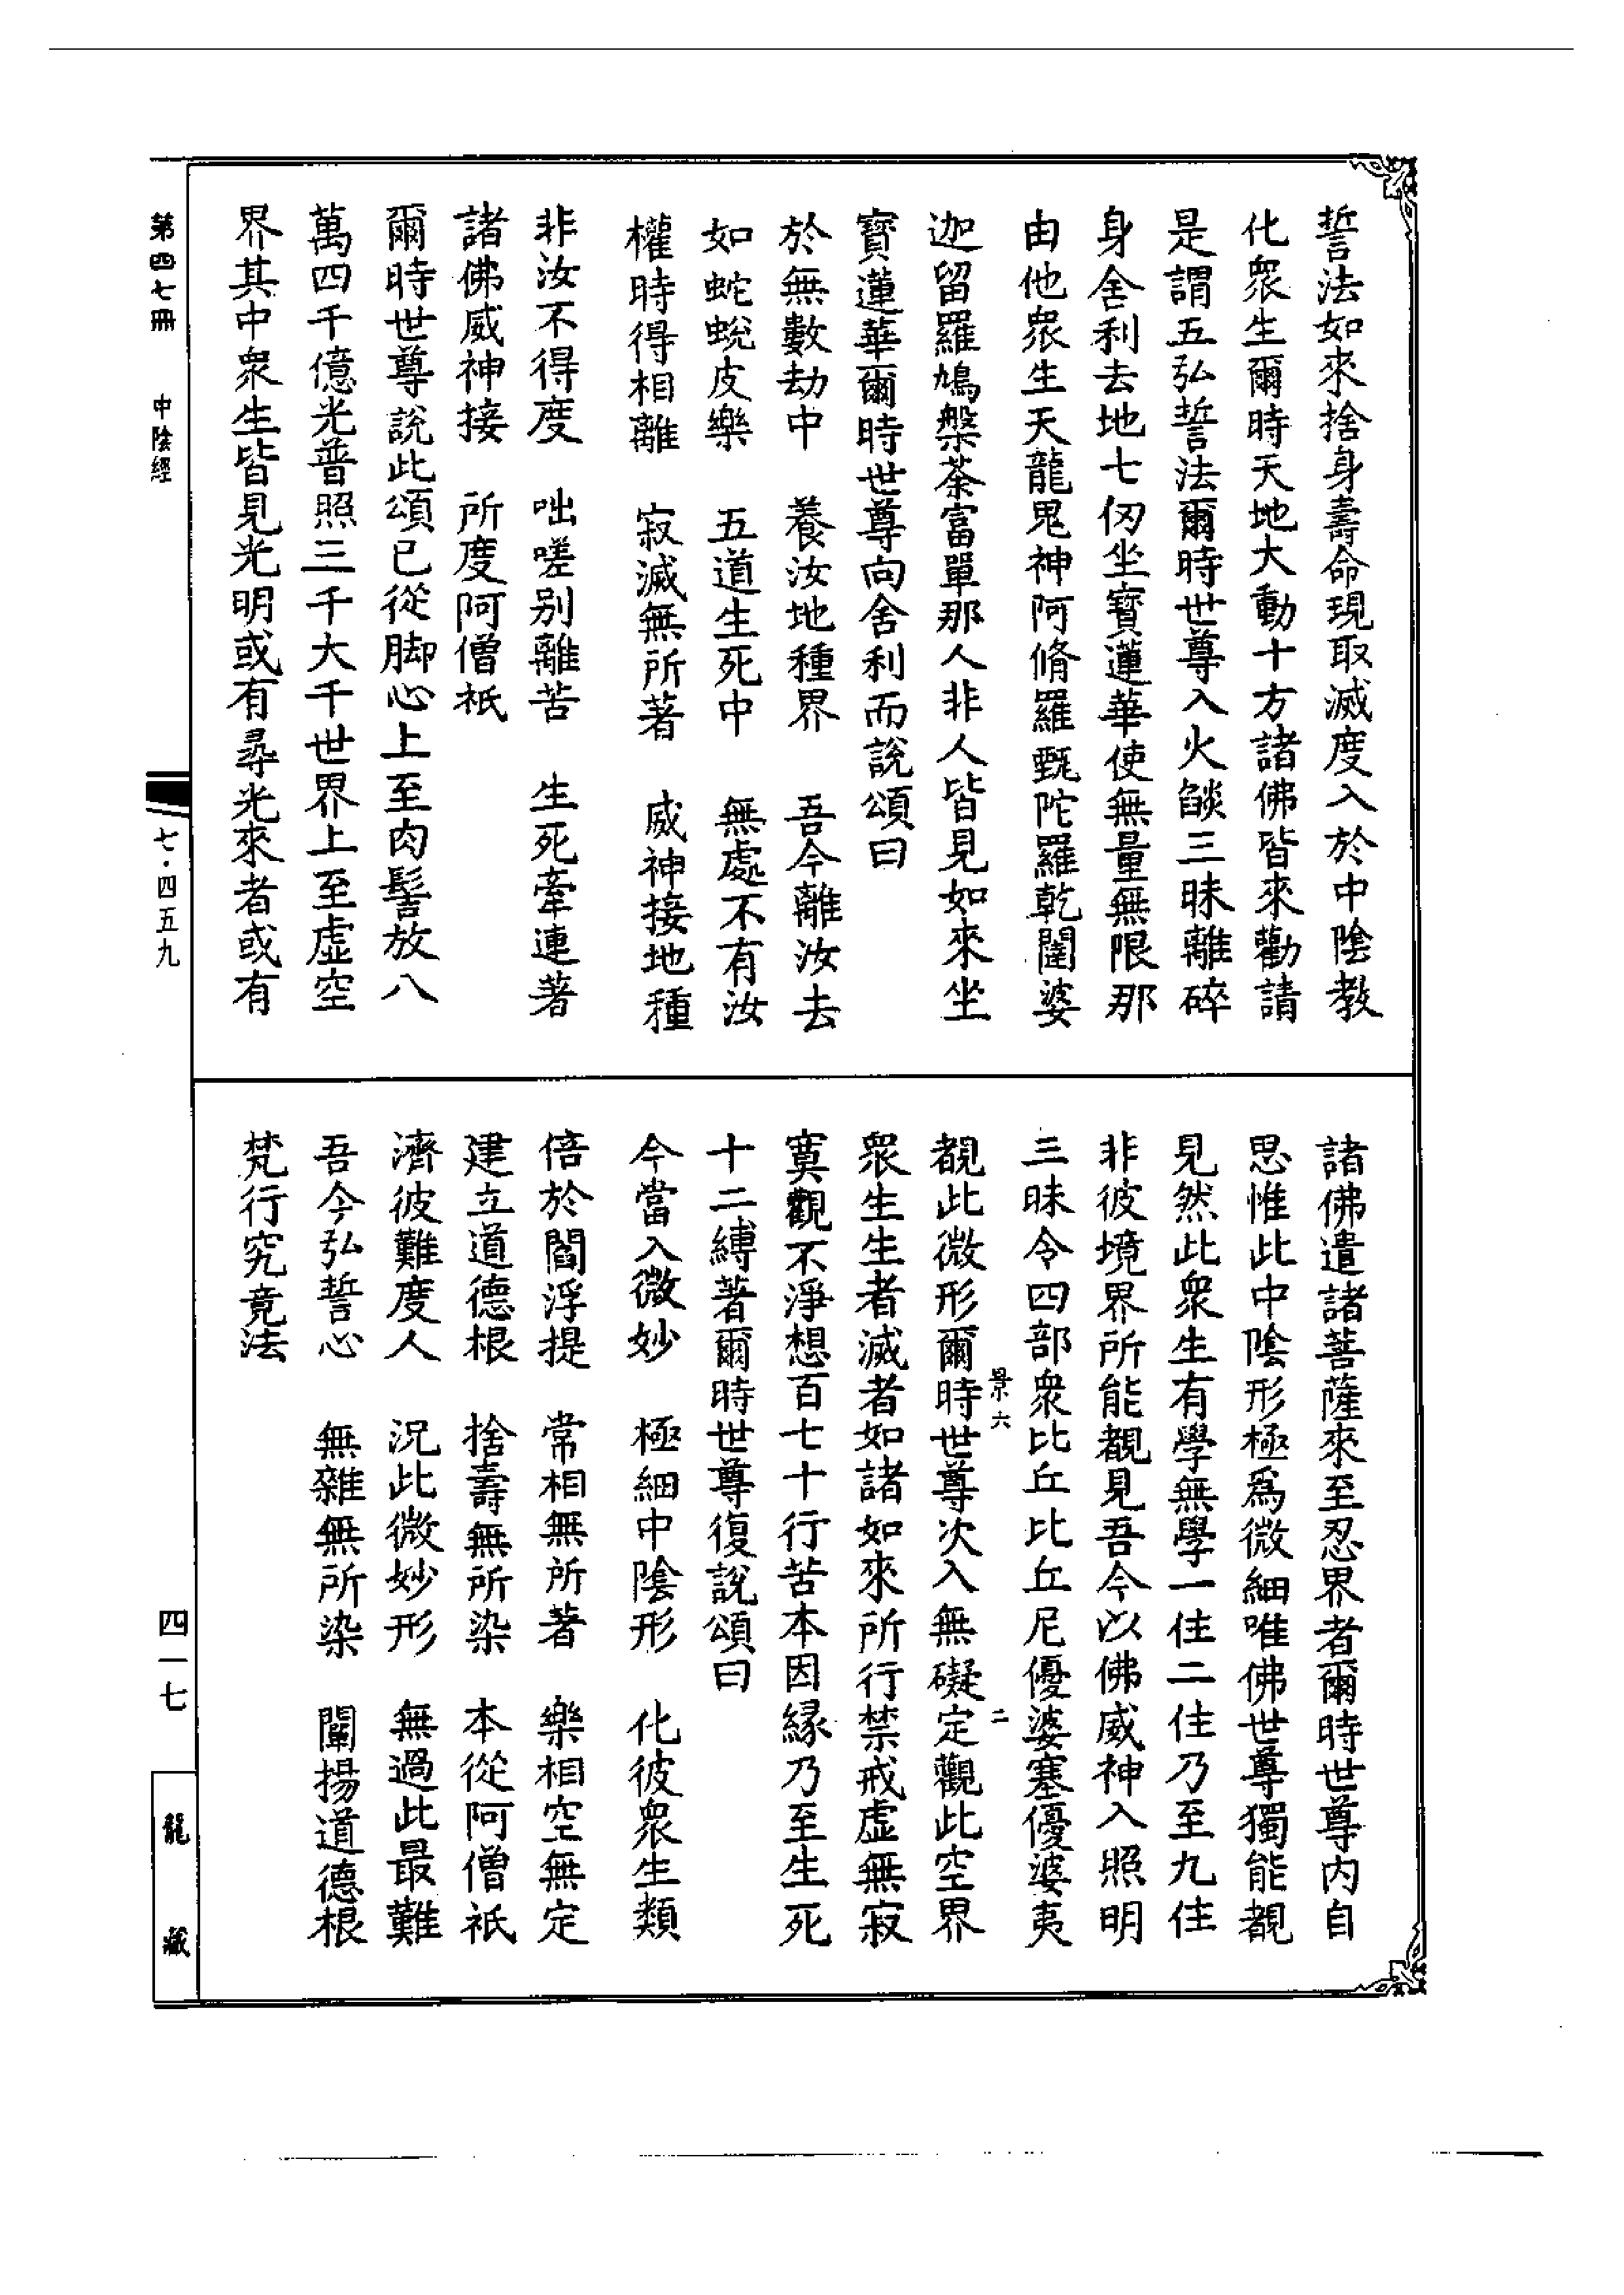 誓法如來捨身壽命現取滅度入於中陰教
化衆生爾時天地大動十方諸佛皆來勸請
是謂五弘誓法爾時世尊入火燄三昧離碎
身舍利去地七仞坐寶蓮華使無量無限那
由他衆生天龍鬼神阿脩羅甄陀羅乾闥婆
迦留羅鳩槃荼富單那人非人皆見如來坐
寶蓮華爾時世尊向舍利而說頌曰
於無數劫中　養汝地種界　吾今離汝去
如蛇蛻皮樂　五道生死中　無處不有汝
權時得相離　寂滅無所著　威神接地種
非汝不得度　咄嗟別離苦　生死牽連著
諸佛威神接　所度阿僧祇
爾時世尊說此頌已從脚心上至肉髻放八
萬四千億光普照三千大千世界上至虛空
界其中衆生皆見光明或有尋光來者或有
諸佛遣諸菩薩來至忍界者爾時世尊內自
思惟此中陰形極爲微細唯佛世尊獨能覩
見然此衆生有學無學一住二住乃至九住
非彼境界所能覩見吾今以佛威神入照明
三昧令四部衆比丘比丘尼優婆塞優婆夷
景六　二
覩此微形爾時世尊次入無礙定觀此空界
衆生生者滅者如諸如來所行禁戒虛無寂
寞觀不淨想百七十行苦本因緣乃至生死
十二縛著爾時世尊復說頌曰
今當入微妙　極細中陰形　化彼衆生類
倍於閻浮提　常相無所著　樂相空無定
建立道德根　捨壽無所染　本從阿僧祇
濟彼難度人　況此微妙形　無過此最難
吾今弘誓心　無雜無所染　闡揚道德根
梵行究竟法
第四七冊　中陰經
七·四五九
四一七
龍藏